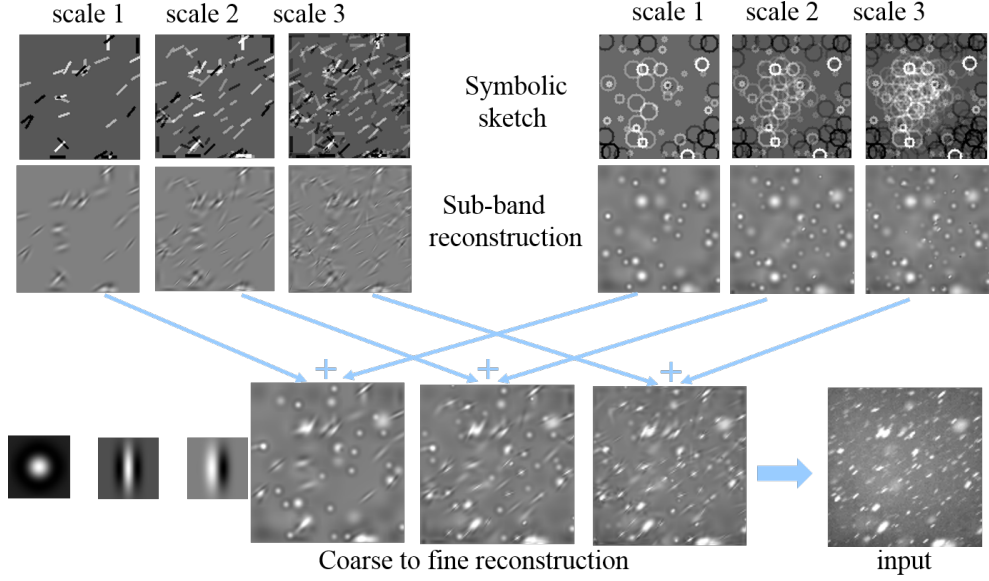 scale 1 scale 2 scale 3
scale 1 scale 2 scale 3
Symbolic
sketch
Sub-band
reconstruction
+ + +
Coarse to fine reconstruction
input